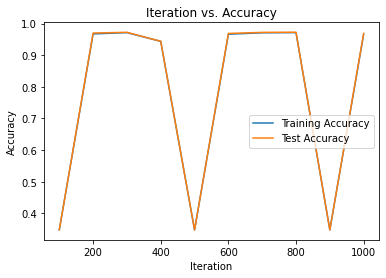 Iteration vs. Accuracy
1.0
0.9
0.8
0.7
0.6
0.5
0.4
Accuracy
Training Accuracy
Test Accuracy
200 400 600 800 1000
Iteration